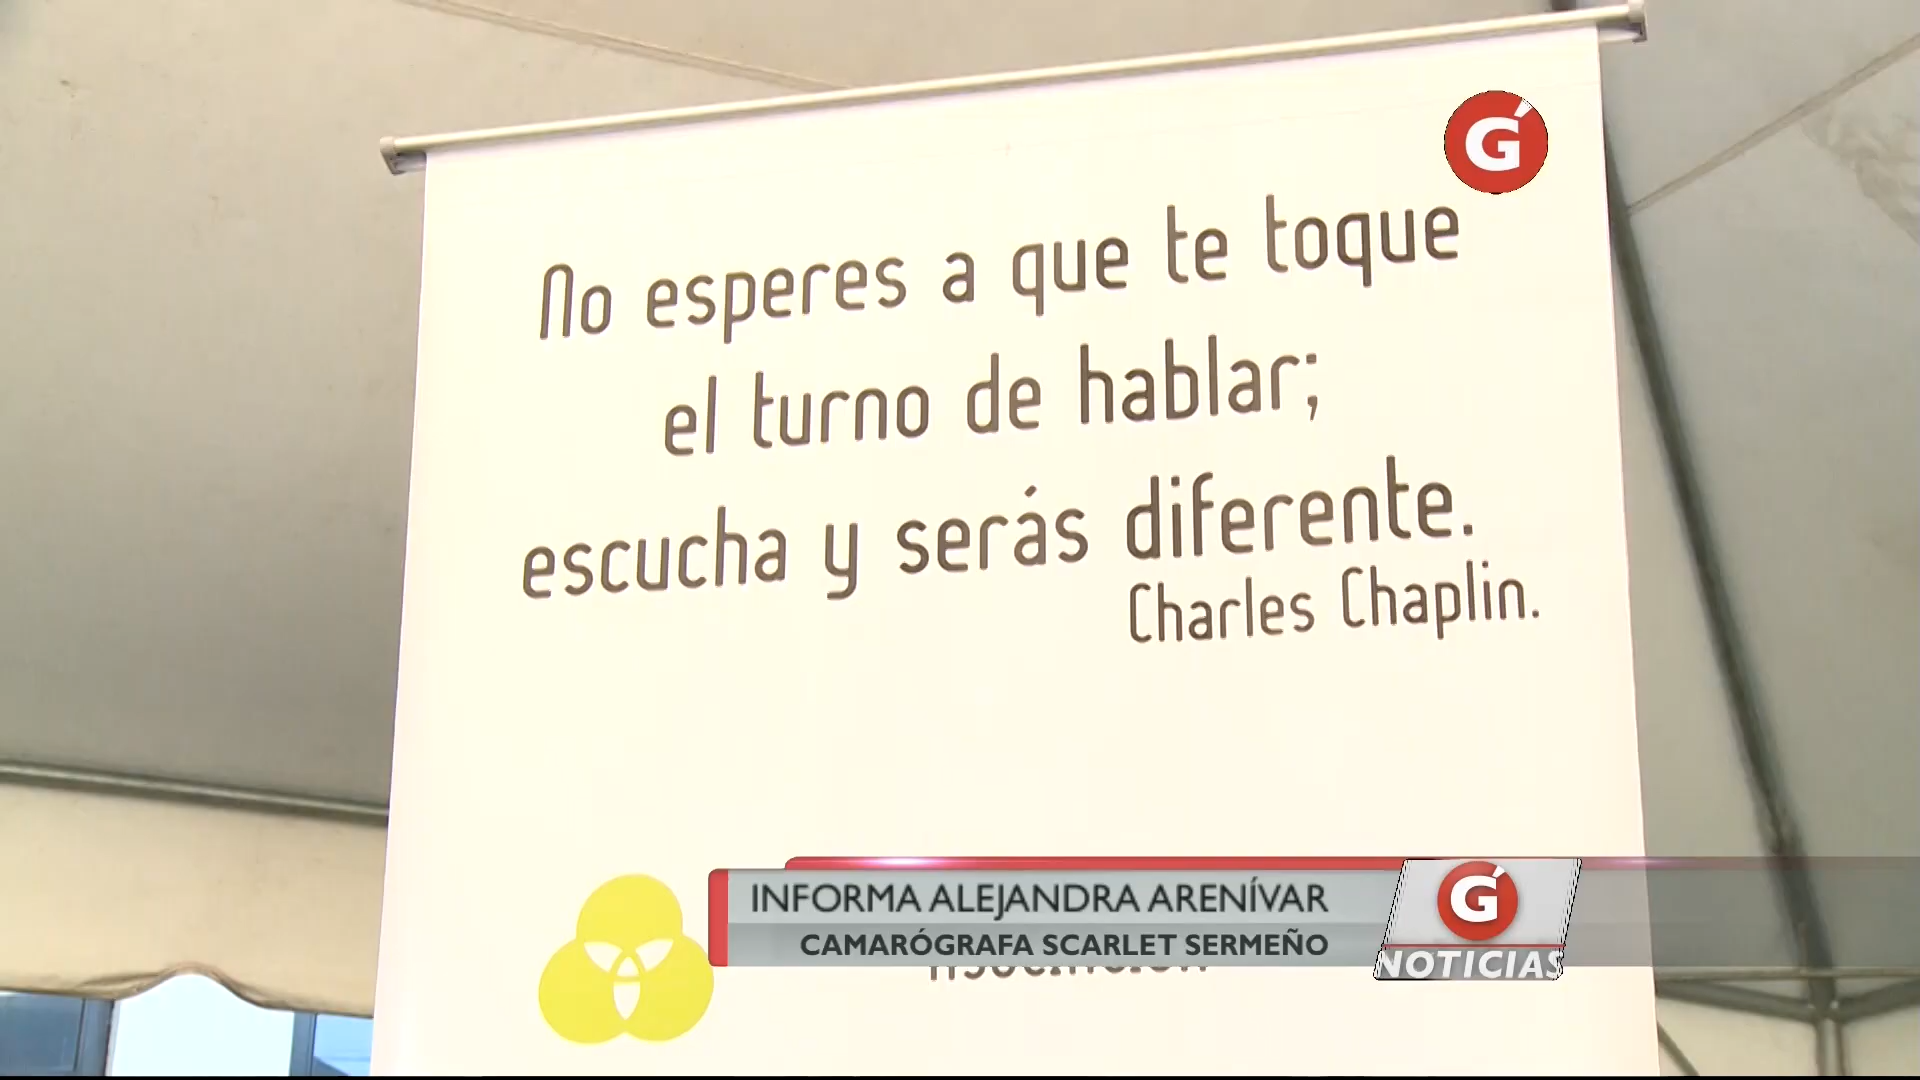 G
No esperes a que te toque
el turno de hablar;
escucha y serás diferente.
Charles Chaplin.
INFORMA ALEJANDRA ARENÍVAR
CAMARÓGRAFA SCARLET SERMEÑO
G
NOTICIAS